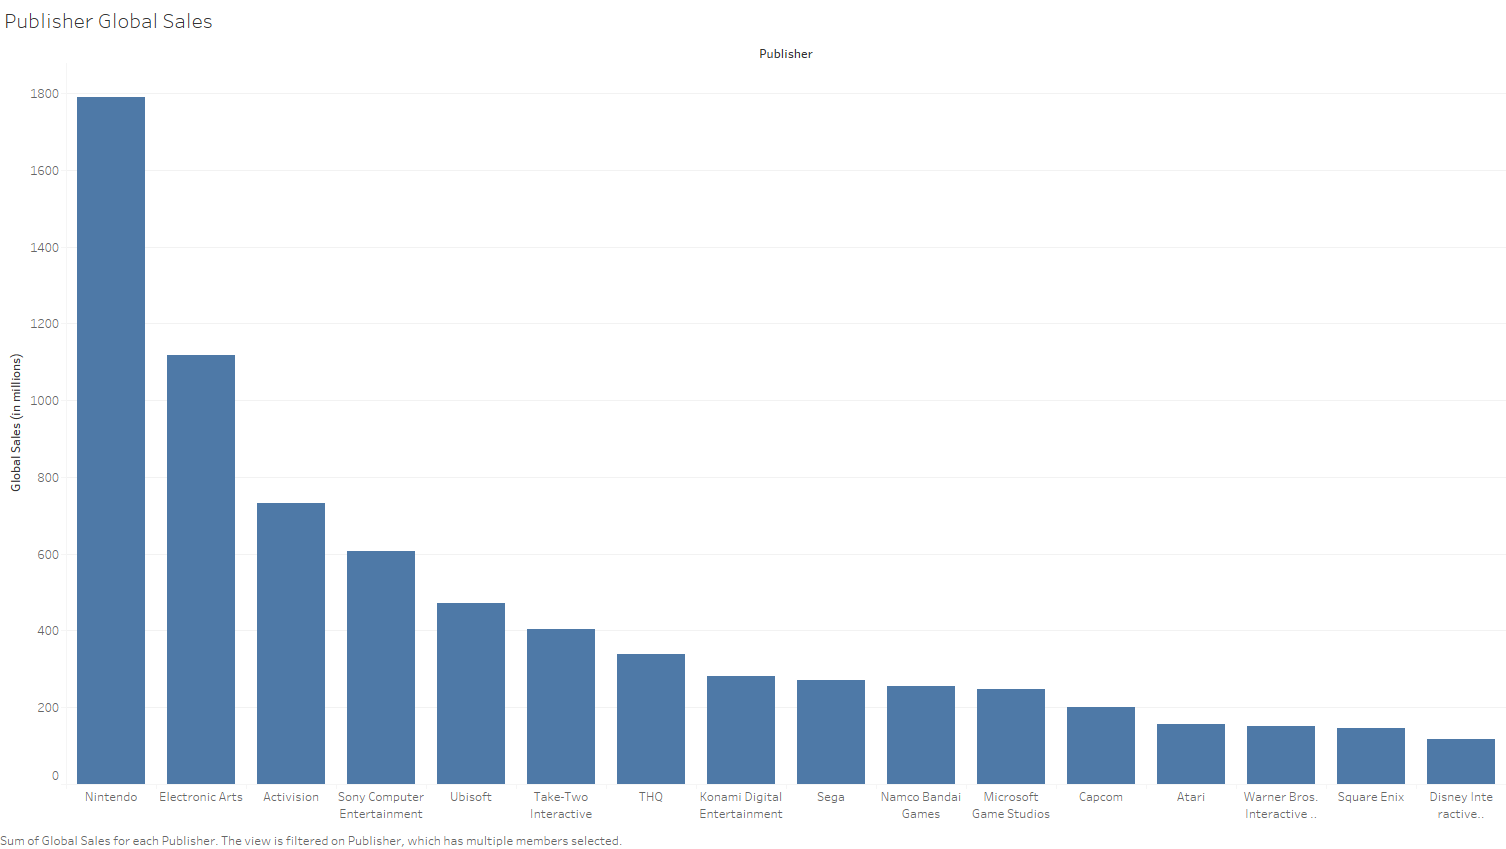 Publisher Global Sales
Publisher
Global Sales (in millions)
1800
1600
1400
1200
1000
800
600
400
200
0
Nintendo
Electronic Arts
Activision
Sony Computer
Entertainment
Ubisoft
Take-Two
Interactive
THQ
Konami Digital
Entertainment
Sega
Namco Bandai
Games
Microsoft
Game Studios
Capcom
Atari
Warner Bros.
Interactive ..
Square Enix
Disney Inte
ractive..
Sum of Global Sales for each Publisher. The view is filtered on Publisher, which has multiple members selected.